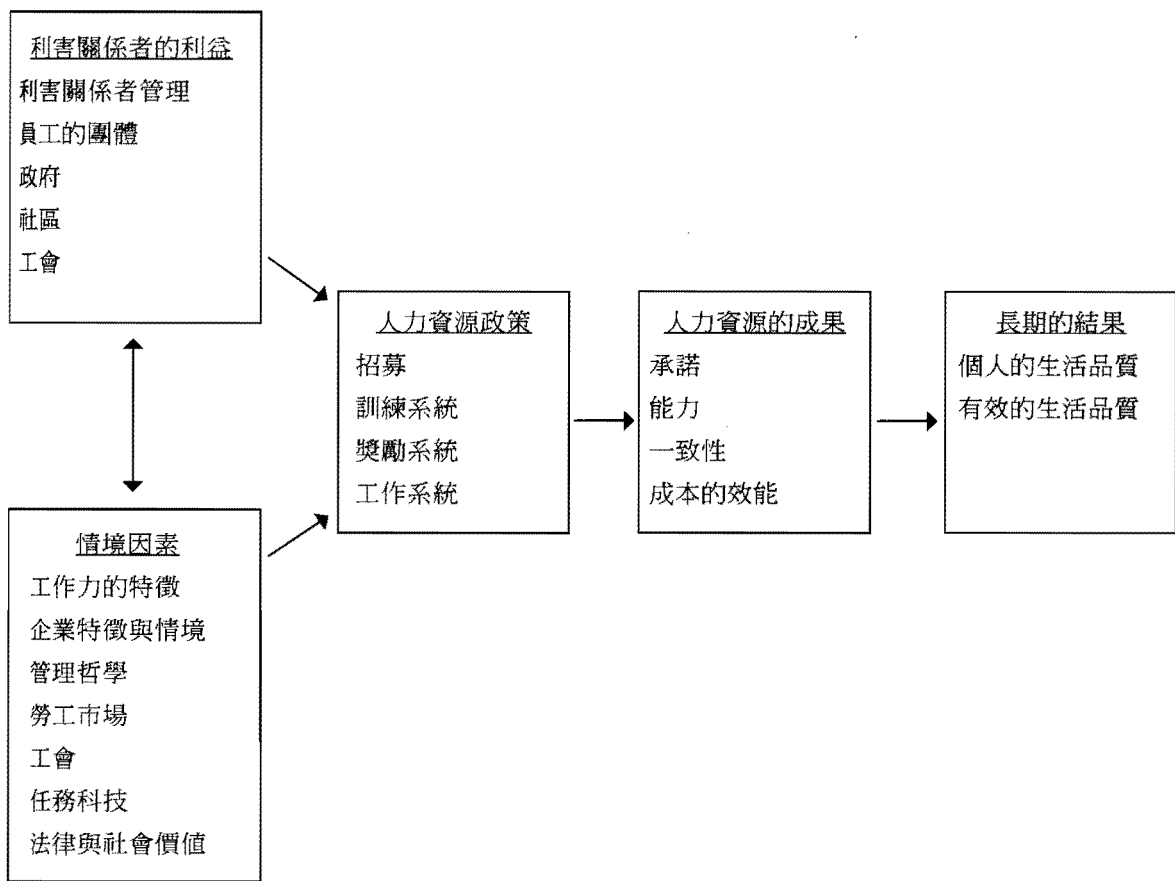 利害關係者的利益
利害關係者管理
員工的團體
政府
社區
工會
人力資源政策
招募
訓練系統
獎勵系統
工作系統
人力資源的成果
承諾
能力
一致性
成本的效能
長期的結果
個人的生活品質
有效的生活品質
情境因素
工作力的特徵
企業特徵與情境
管理哲學
勞工市場
工會
任務科技
法律與社會價值